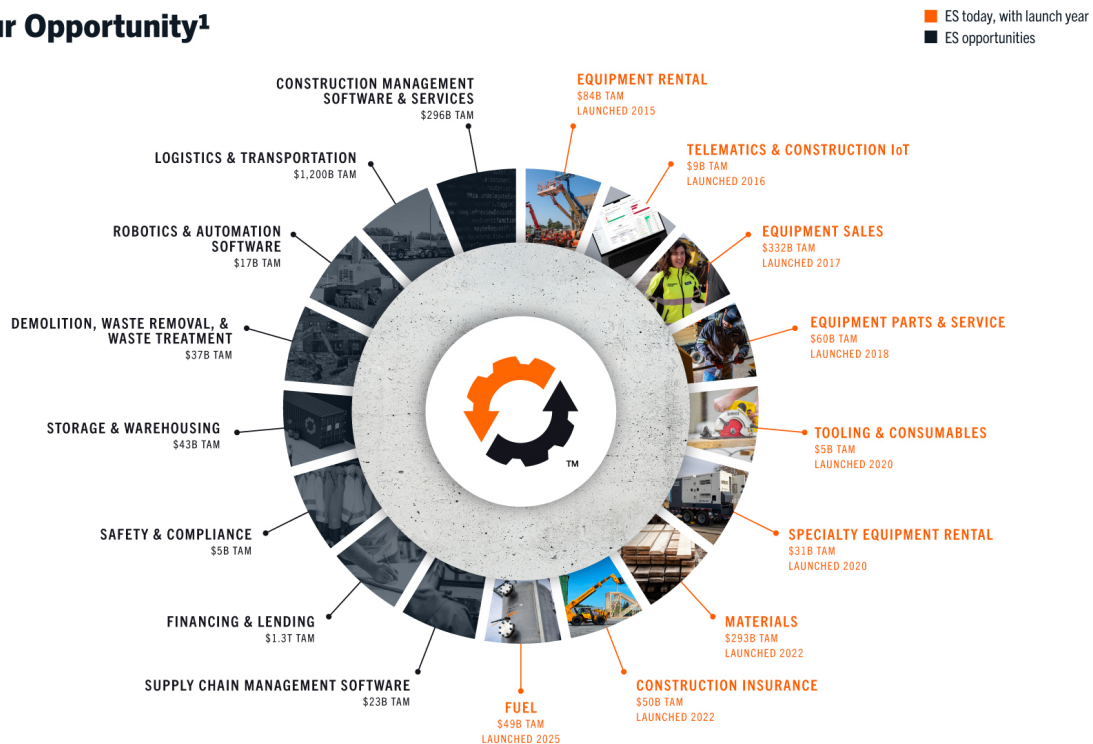 ur Opportunity¹
ES today, with launch year
ES opportunities
CONSTRUCTION MANAGEMENT
SOFTWARE & SERVICES
$296B TAM
EQUIPMENT RENTAL
$84B TAM
LAUNCHED 2015
LOGISTICS & TRANSPORTATION
$1,200B TAM
TELEMATICS & CONSTRUCTION IoT
$9B TAM
LAUNCHED 2016
ROBOTICS & AUTOMATION
SOFTWARE
$17B TAM
EQUIPMENT SALES
$332B TAM
LAUNCHED 2017
DEMOLITION, WASTE REMOVAL, &
WASTE TREATMENT
$37B TAM
EQUIPMENT PARTS & SERVICE
$60B TAM
LAUNCHED 2018
STORAGE & WAREHOUSING
$43B TAM
TOOLING & CONSUMABLES
$5B TAM
LAUNCHED 2020
TM
SAFETY & COMPLIANCE
$5B TAM
SPECIALTY EQUIPMENT RENTAL
$31B TAM
LAUNCHED 2020
FINANCING & LENDING
$1.3T TAM
MATERIALS
$293B TAM
LAUNCHED 2022
SUPPLY CHAIN MANAGEMENT SOFTWARE
$23B TAM
CONSTRUCTION INSURANCE
$50B TAM
LAUNCHED 2022
FUEL
$49B TAM
LAUNCHED 2025